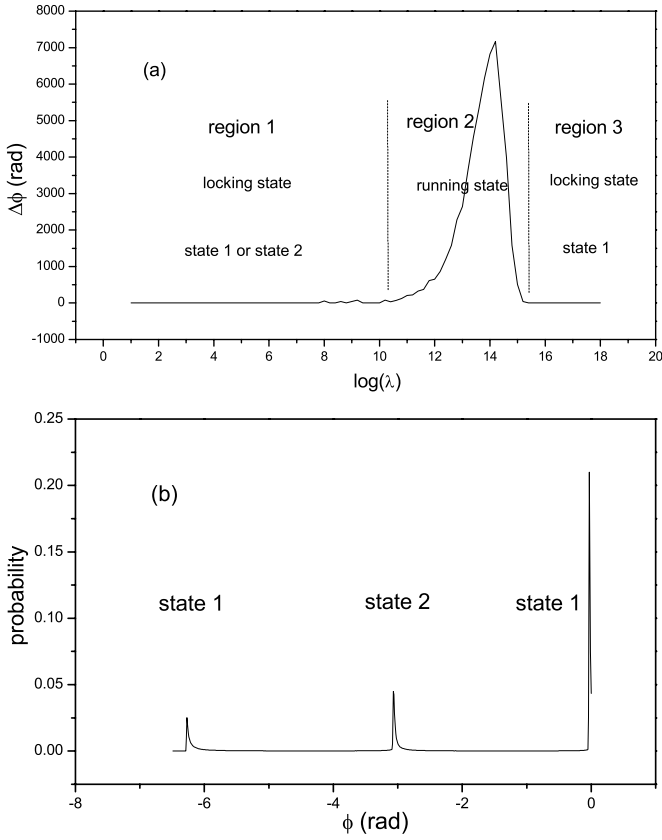 8000
7000
6000
5000
4000
3000
2000
1000
0
-1000
Δϕ (rad)
(a)
region 1
region 2
region 3
locking state
running state
locking state
state 1 or state 2
state 1
0 2 4 6 8 10 12 14 16 18 20
log(λ)
0.25
0.20
0.15
0.10
0.05
0.00
probability
(b)
state 1
state 2
state 1
-8 -6 -4 -2 0
ϕ (rad)